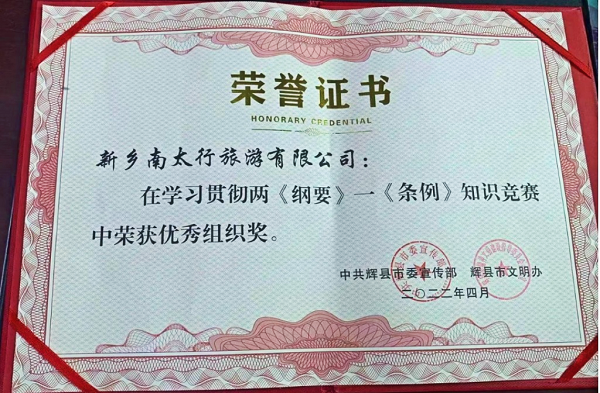 荣誉证书
HONORARY CREDENTIAL
新乡南太行旅游有限公司：
在学习贯彻两《纲要》一《条例》知识竞赛
中荣获优秀组织奖。
中共辉县市委宣传部 辉县市文明办
二〇二二年四月